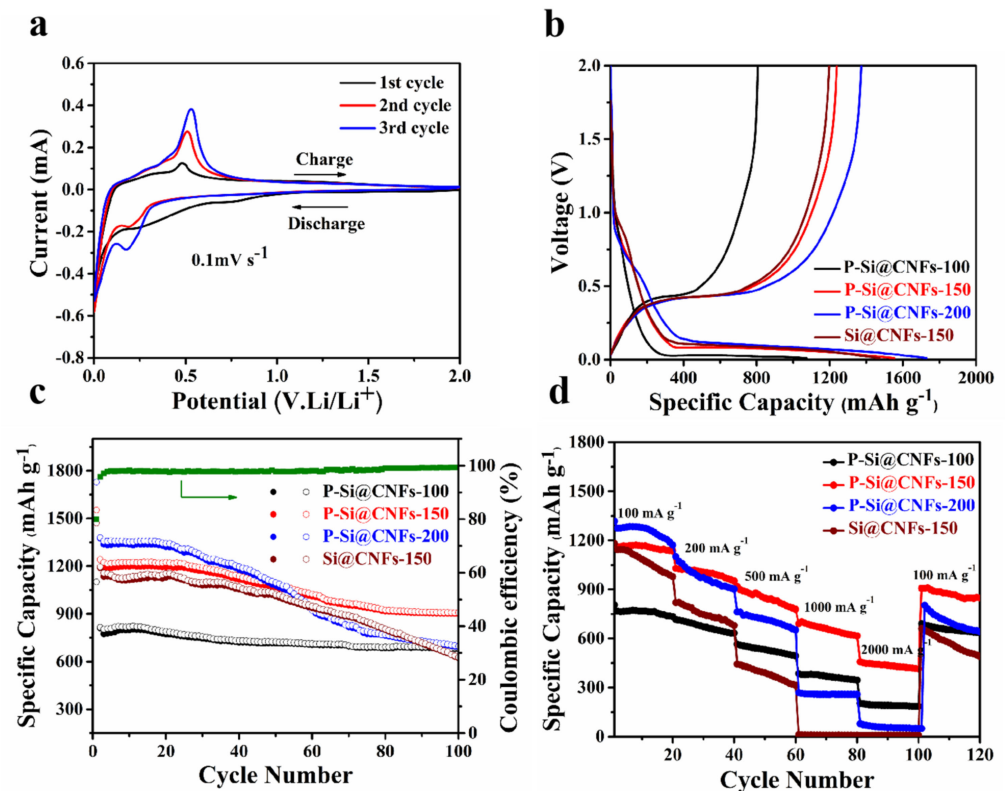 a
0.6
0.4
0.2
0.0
-0.2
-0.4
-0.6
-0.8
Current (mA)
1st cycle
2nd cycle
3rd cycle
Charge
Discharge
0.1mV s⁻¹
0.0
0.5
1.0
1.5
2.0
Potential (V.Li/Li⁺)
b
2.0
1.5
1.0
0.5
0.0
Voltage (V)
P-Si@CNFs-100
P-Si@CNFs-150
P-Si@CNFs-200
Si@CNFs-150
0
400
800
1200
1600
2000
Specific Capacity (mAh g⁻¹)
c
1800
1500
1200
900
600
300
Specific Capacity (mAh g⁻¹)
P-Si@CNFs-100
P-Si@CNFs-150
P-Si@CNFs-200
Si@CNFs-150
100
80
60
40
20
0
Coulombic efficiency (%)
0
20
40
60
80
100
Cycle Number
d
1800
1500
1200
900
600
300
0
Specific Capacity (mAh g⁻¹)
P-Si@CNFs-100
P-Si@CNFs-150
P-Si@CNFs-200
Si@CNFs-150
100 mA g⁻¹
200 mA g⁻¹
500 mA g⁻¹
1000 mA g⁻¹
2000 mA g⁻¹
100 mA g⁻¹
0
20
40
60
80
100
120
Cycle Number